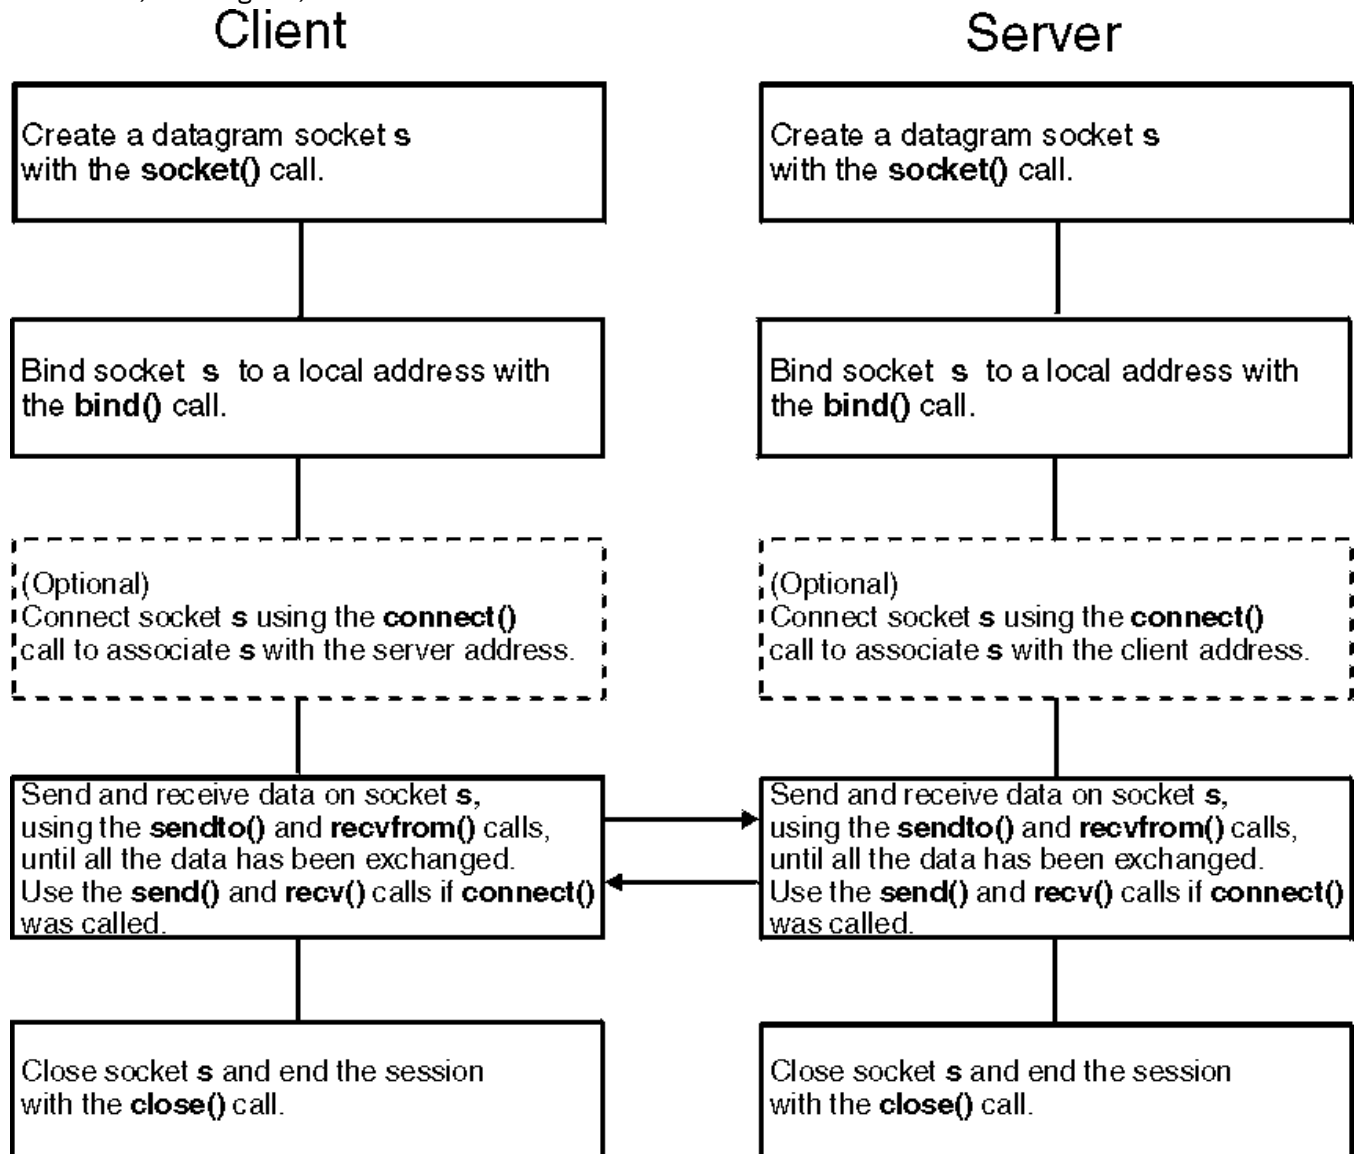 Client
Server
Create a datagram socket s
with the socket() call.
Create a datagram socket s
with the socket() call.
Bind socket s to a local address with
the bind() call.
Bind socket s to a local address with
the bind() call.
(Optional)
Connect socket s using the connect()
call to associate s with the server address.
(Optional)
Connect socket s using the connect()
call to associate s with the client address.
Send and receive data on socket s,
using the sendto() and recvfrom() calls,
until all the data has been exchanged.
Use the send() and recv() calls if connect()
was called.
Send and receive data on socket s,
using the sendto() and recvfrom() calls,
until all the data has been exchanged.
Use the send() and recv() calls if connect()
was called.
Close socket s and end the session
with the close() call.
Close socket s and end the session
with the close() call.